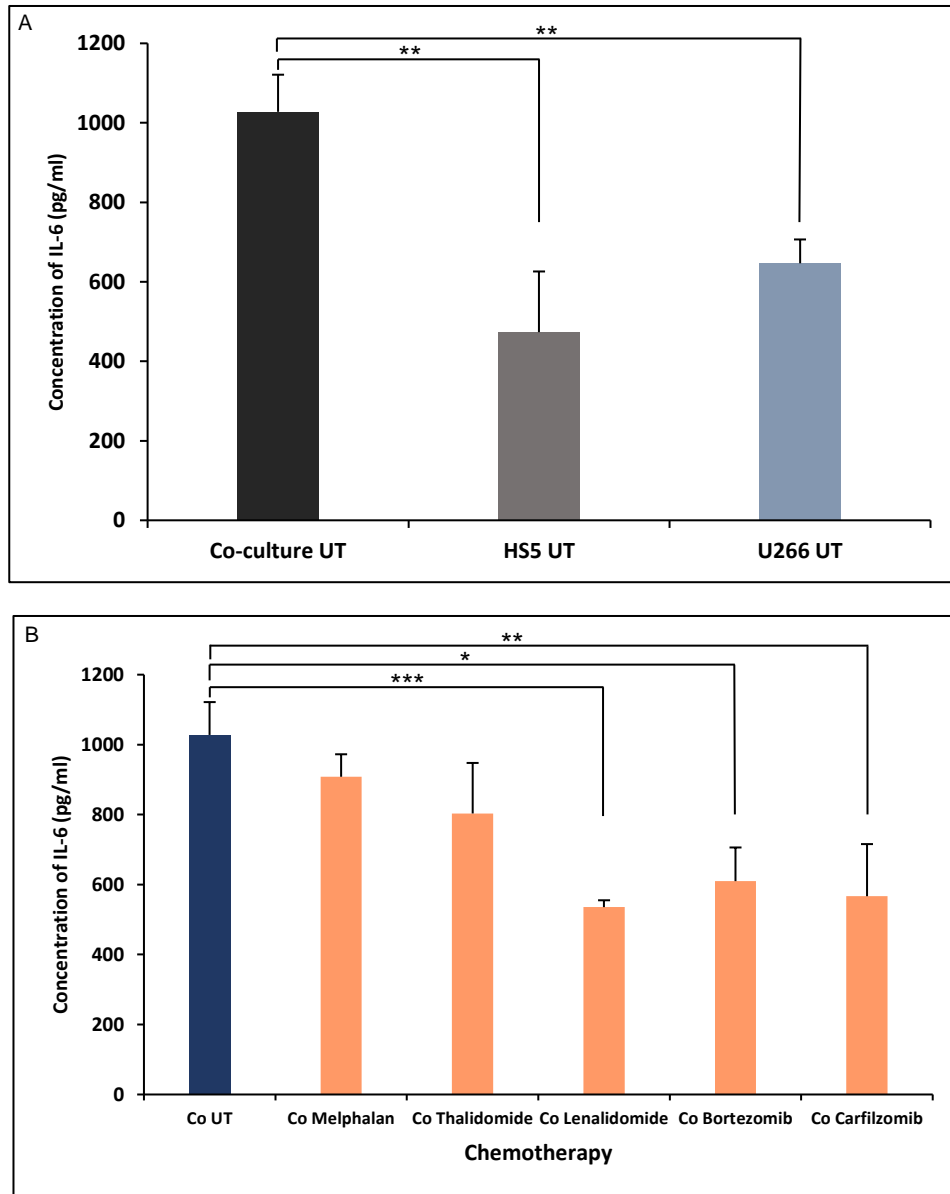 A
1200
1000
800
600
400
200
0
Concentration of IL-6 (pg/ml)
**
**
Co-culture UT HS5 UT U266 UT
B
1200
1000
800
600
400
200
0
Concentration of IL-6 (pg/ml)
**
*
***
Co UT Co Melphalan Co Thalidomide Co Lenalidomide Co Bortezomib Co Carfilzomib
Chemotherapy